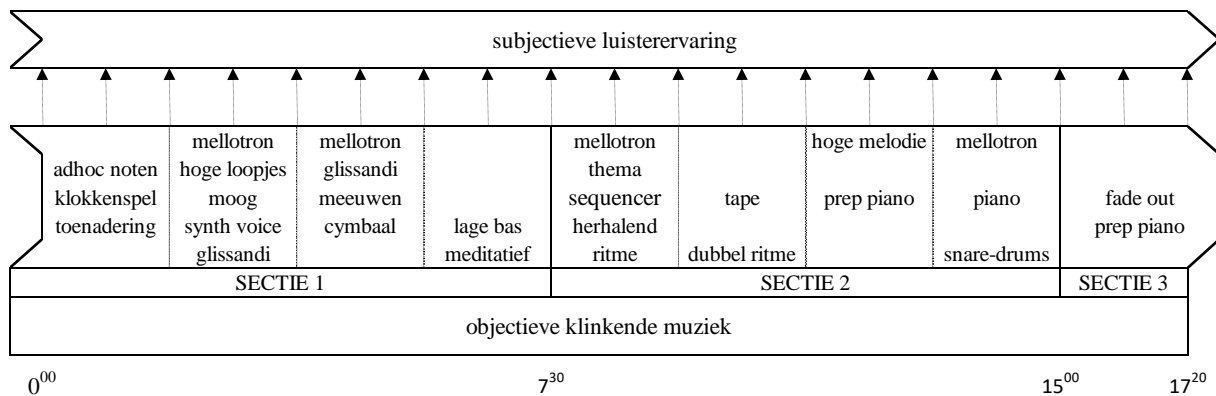 subjectieve luisterervaring
adhoc noten
klokkenspel
toenadering
mellotron
hoge loopjes
moog
synth voice
glissandi
mellotron
glissandi
meeuwen
cymbaal
lage bas
meditatief
mellotron
thema
sequencer
herhalend
ritme
tape
dubbel ritme
hoge melodie
prep piano
mellotron
piano
snare-drums
fade out
prep piano
SECTIE 1
SECTIE 2
SECTIE 3
objectieve klinkende muziek
0⁰⁰
7³⁰
15⁰⁰
17²⁰